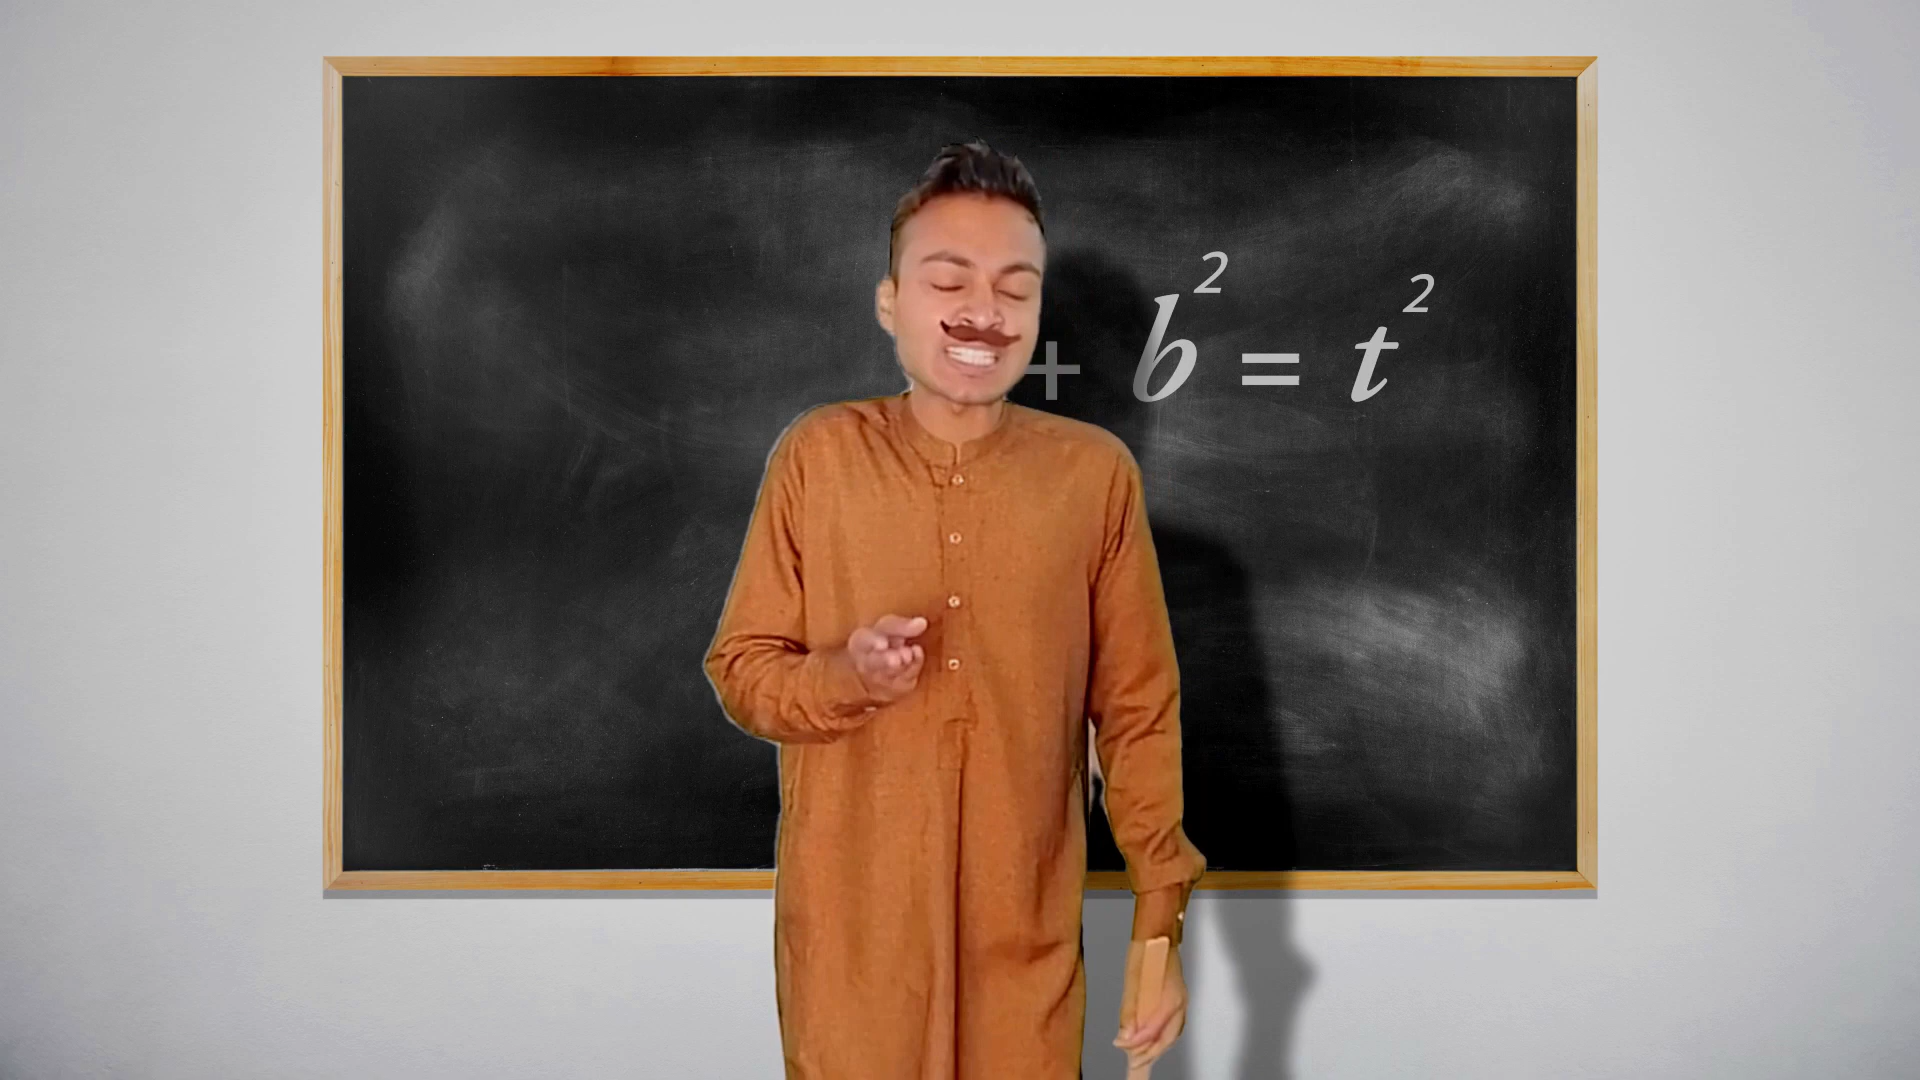 + b² = t²